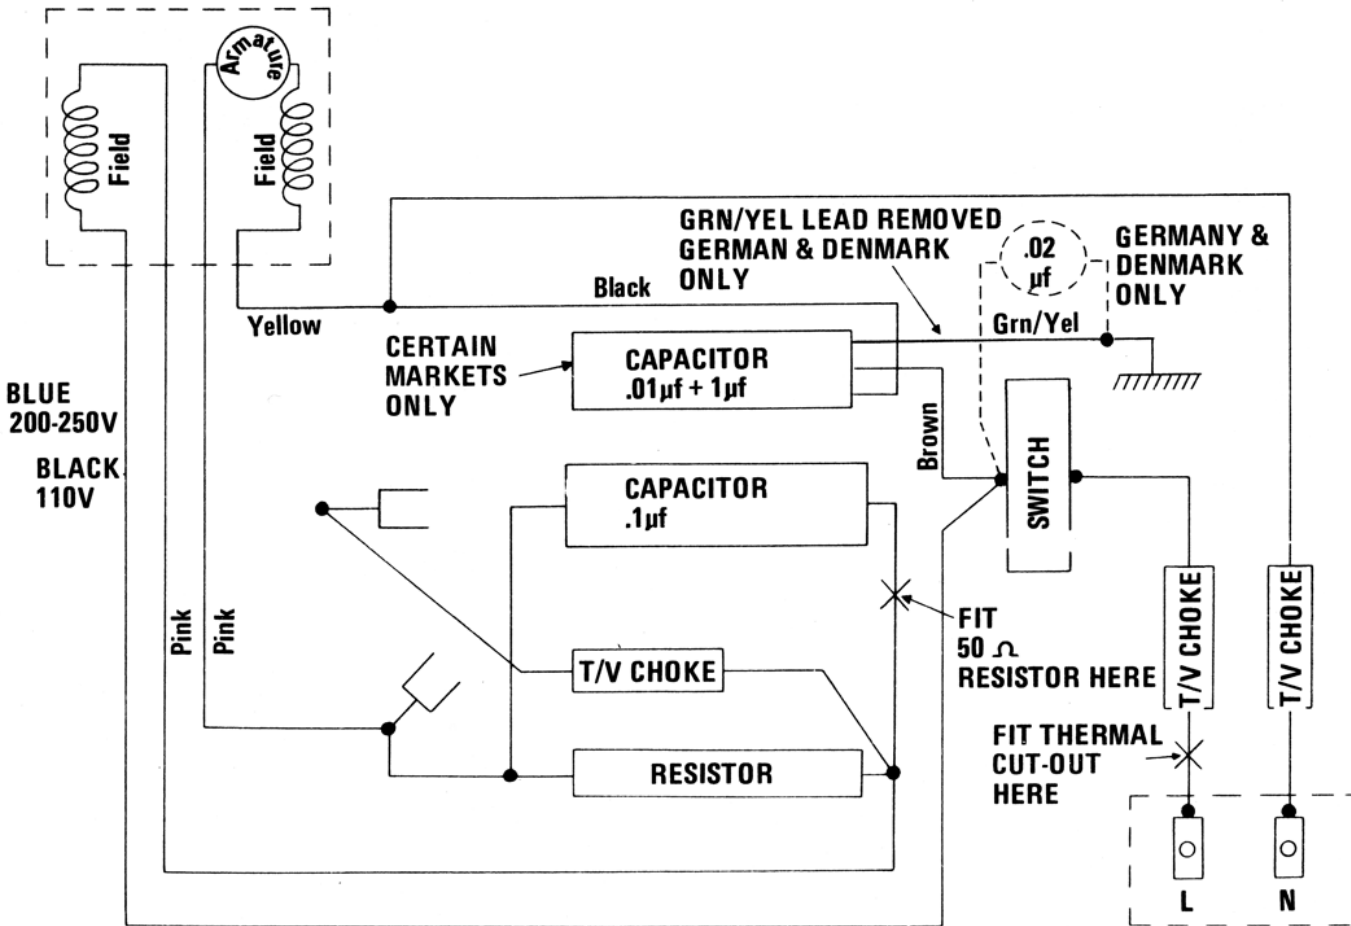 Armature
Field
Field
GRN/YEL LEAD REMOVED
GERMAN & DENMARK
ONLY
.02
µf
GERMANY &
DENMARK
ONLY
Black
Yellow
Grn/Yel
CERTAIN
MARKETS
ONLY
CAPACITOR
.01µf + 1µf
BLUE
200-250V
BLACK
110V
Brown
SWITCH
CAPACITOR
.1µf
Pink
Pink
FIT
50 Ω
RESISTOR HERE
T/V CHOKE
T/V CHOKE
T/V CHOKE
RESISTOR
FIT THERMAL
CUT-OUT
HERE
L
N